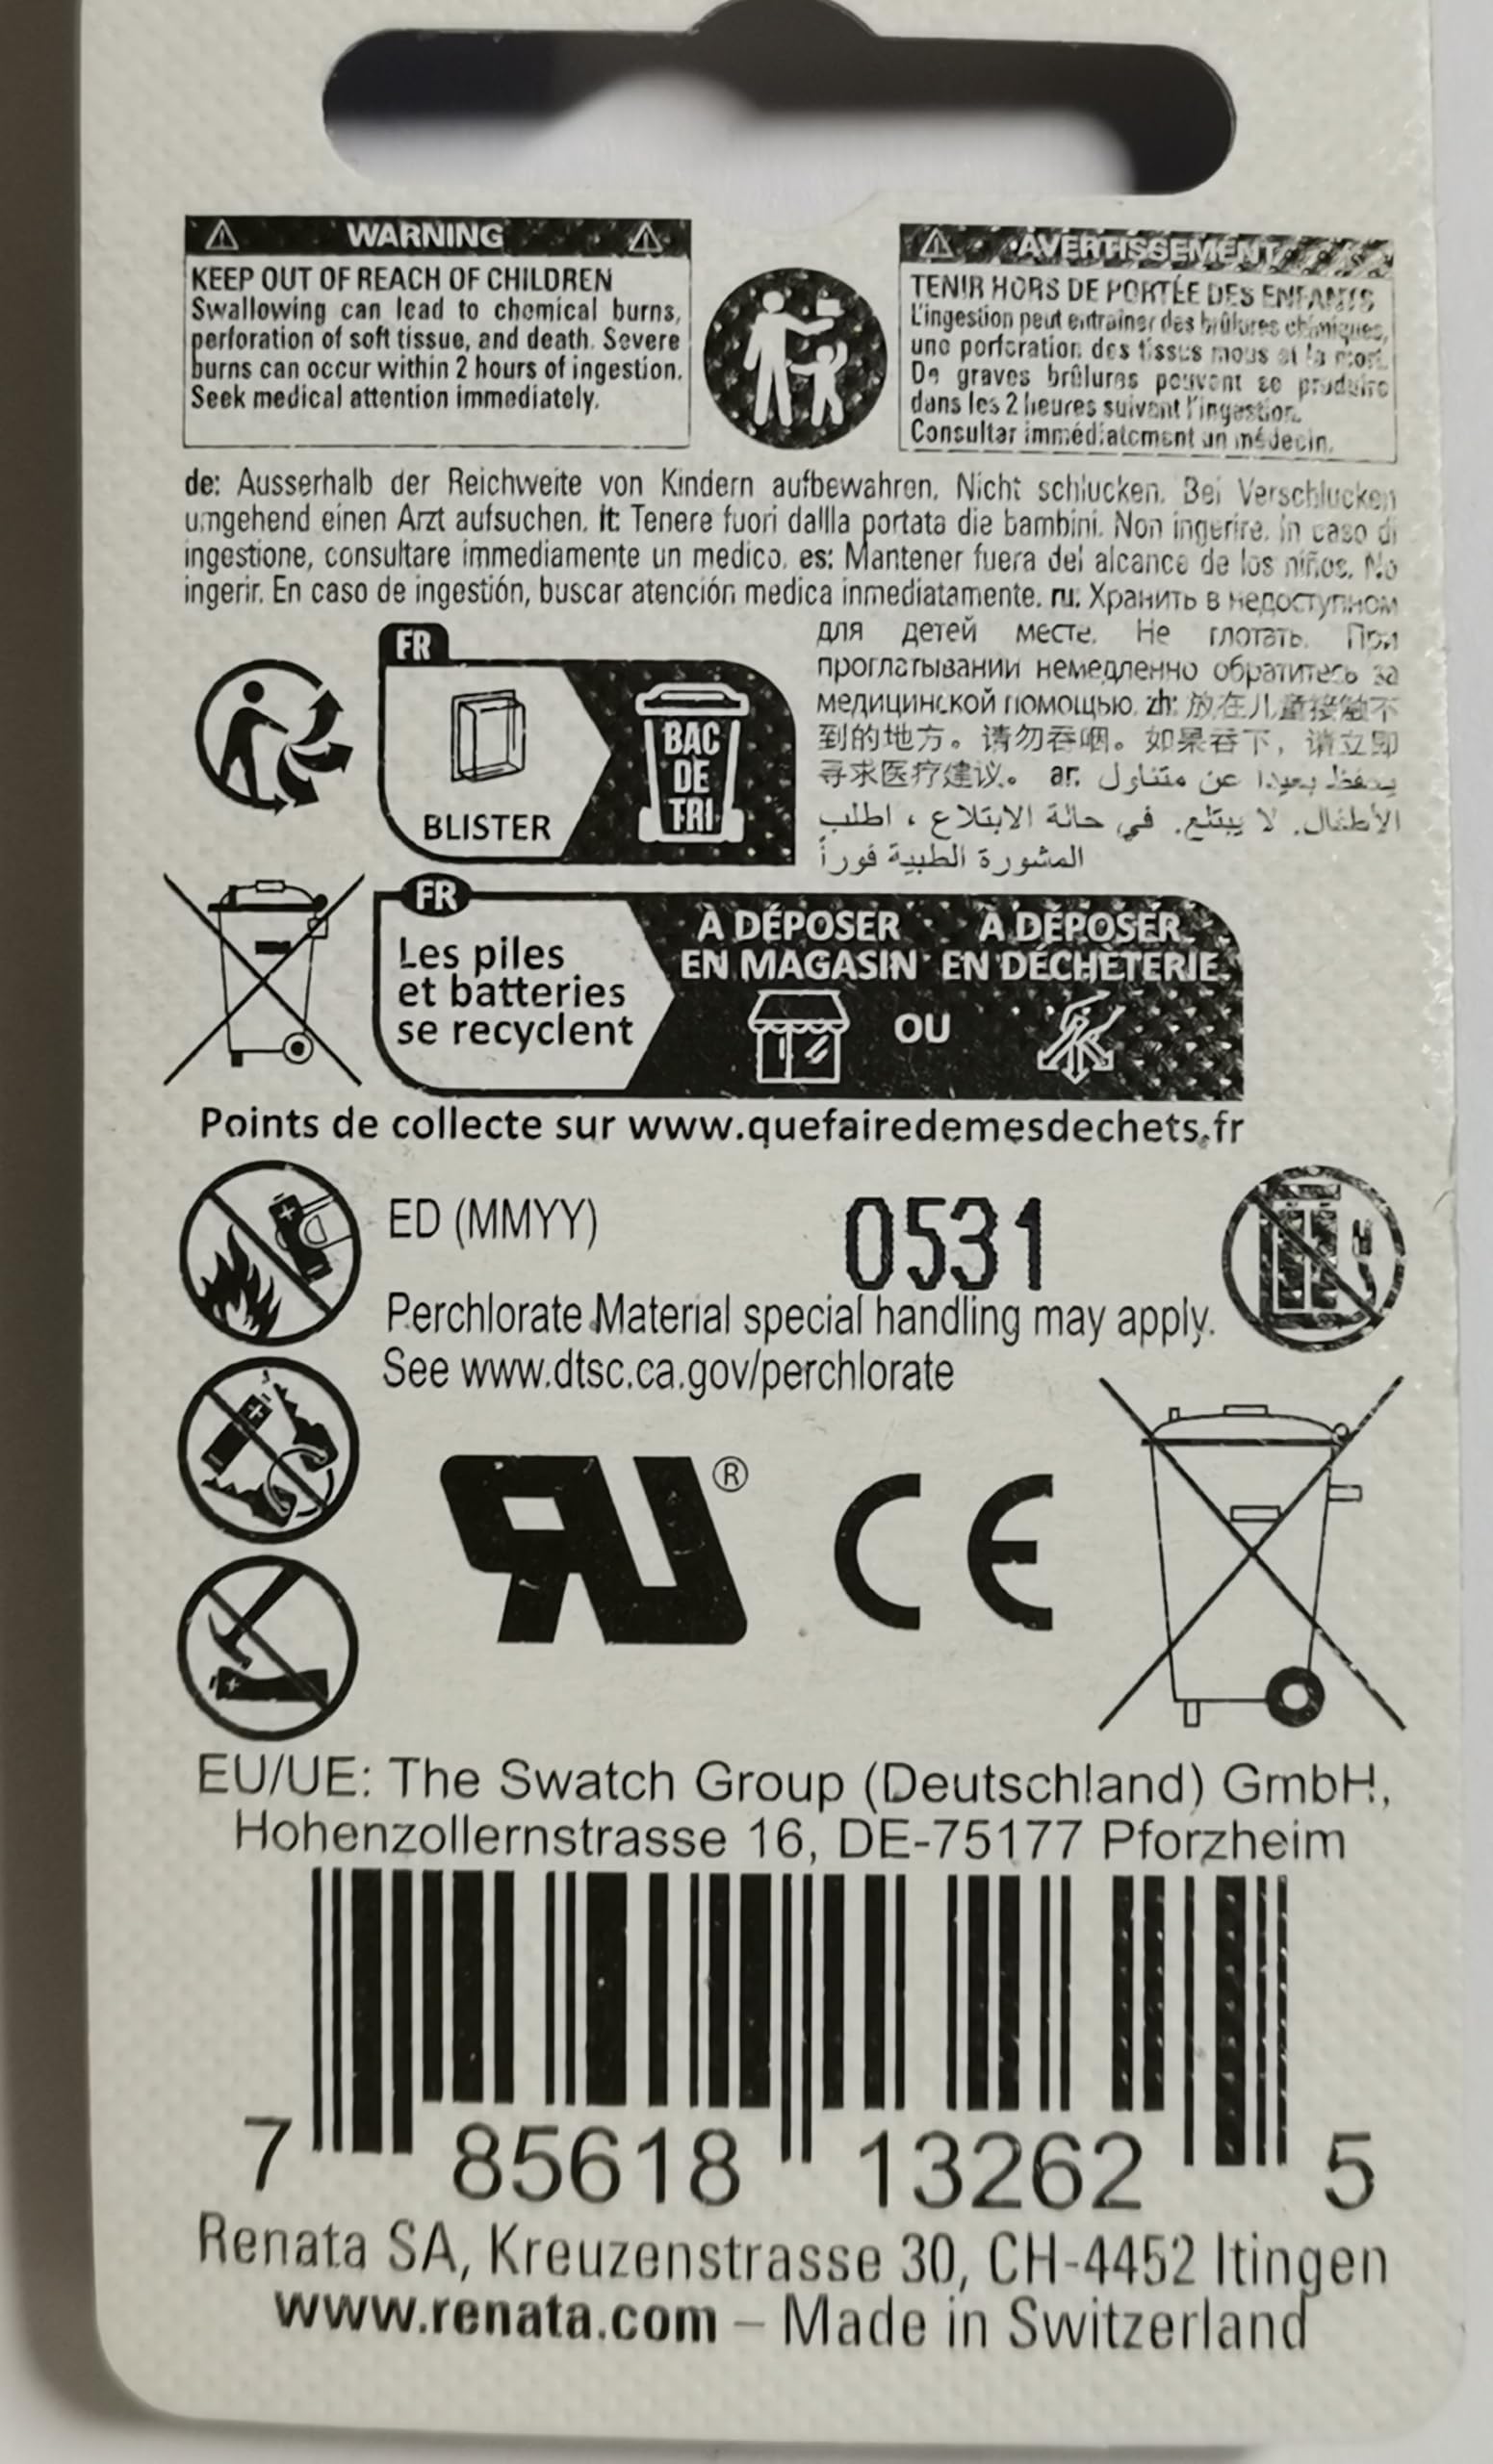 WARNING
KEEP OUT OF REACH OF CHILDREN
Swallowing can lead to chemical burns,
perforation of soft tissue, and death. Severe
burns can occur within 2 hours of ingestion.
Seek medical attention immediately.
AVERTISSEMENT
TENIR HORS DE PORTÉE DES ENFANTS
L'ingestion peut entraîner des brûlures chimiques,
une perforation des tissus mous et la mort.
De graves brûlures peuvent se produire
dans les 2 heures suivant l'ingestion.
Consulter immédiatement un médecin.
de: Ausserhalb der Reichweite von Kindern aufbewahren. Nicht schlucken. Bei Verschlucken
umgehend einen Arzt aufsuchen. it: Tenere fuori dallla portata die bambini. Non ingerire. In caso di
ingestione, consultare immediamente un medico. es: Mantener fuera del alcance de los niños. No
ingerir. En caso de ingestión, buscar atención medica inmediatamente. ru: Хранить в недоступном
для детей месте. Не глотать. При
проглатывании немедленно обратитесь за
медицинской помощью. zh: 放在儿童接触不
到的地方。请勿吞咽。如果吞下，请立即
寻求医疗建议。 ar: يحفظ بعيدا عن متناول
الأطفال. لا يبتلع. في حالة الابتلاع ، اطلب
المشورة الطبية فوراً
FR
BLISTER
BAC
DE
TRI
FR
Les piles
et batteries
se recyclent
À DÉPOSER
EN MAGASIN
OU
À DÉPOSER
EN DÉCHÈTERIE
Points de collecte sur www.quefairedemesdechets.fr
ED (MMYY) 0531
Perchlorate Material special handling may apply.
See www.dtsc.ca.gov/perchlorate
RU® CE
EU/UE: The Swatch Group (Deutschland) GmbH,
Hohenzollernstrasse 16, DE-75177 Pforzheim
7 85618 13262 5
Renata SA, Kreuzenstrasse 30, CH-4452 Itingen
www.renata.com – Made in Switzerland